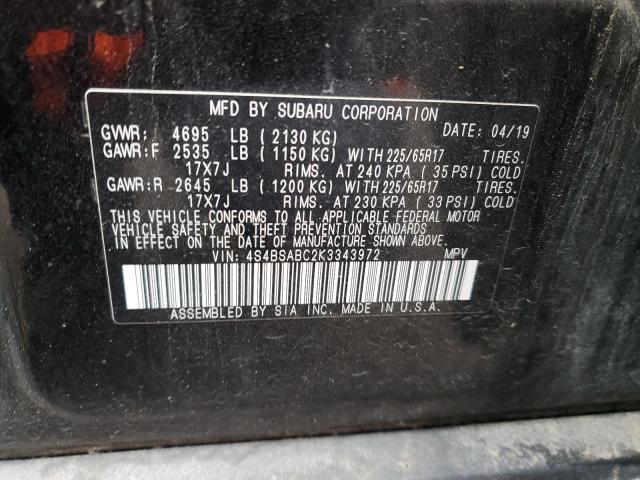 MFD BY SUBARU CORPORATION
GVWR: 4695 LB ( 2130 KG) DATE: 04/19
GAWR:F 2535 LB ( 1150 KG) WITH 225/65R17 TIRES.
17X7J RIMS. AT 240 KPA ( 35 PSI) COLD
GAWR:R 2645 LB ( 1200 KG) WITH 225/65R17 TIRES.
17X7J RIMS. AT 230 KPA ( 33 PSI) COLD
THIS VEHICLE CONFORMS TO ALL APPLICABLE FEDERAL MOTOR
VEHICLE SAFETY AND THEFT PREVENTION STANDARDS
IN EFFECT ON THE DATE OF MANUFACTURE SHOWN ABOVE.
VIN: 4S4BSABC2K3343972 MPV
ASSEMBLED BY SIA INC. MADE IN U.S.A.